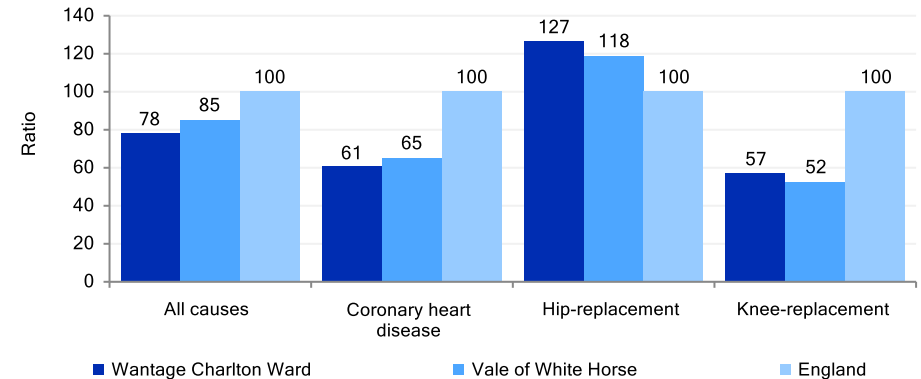 140
120
100
80
60
40
20
0
Ratio
78
85
100
61
65
100
127
118
100
57
52
100
All causes
Coronary heart
disease
Hip-replacement
Knee-replacement
Wantage Charlton Ward
Vale of White Horse
England